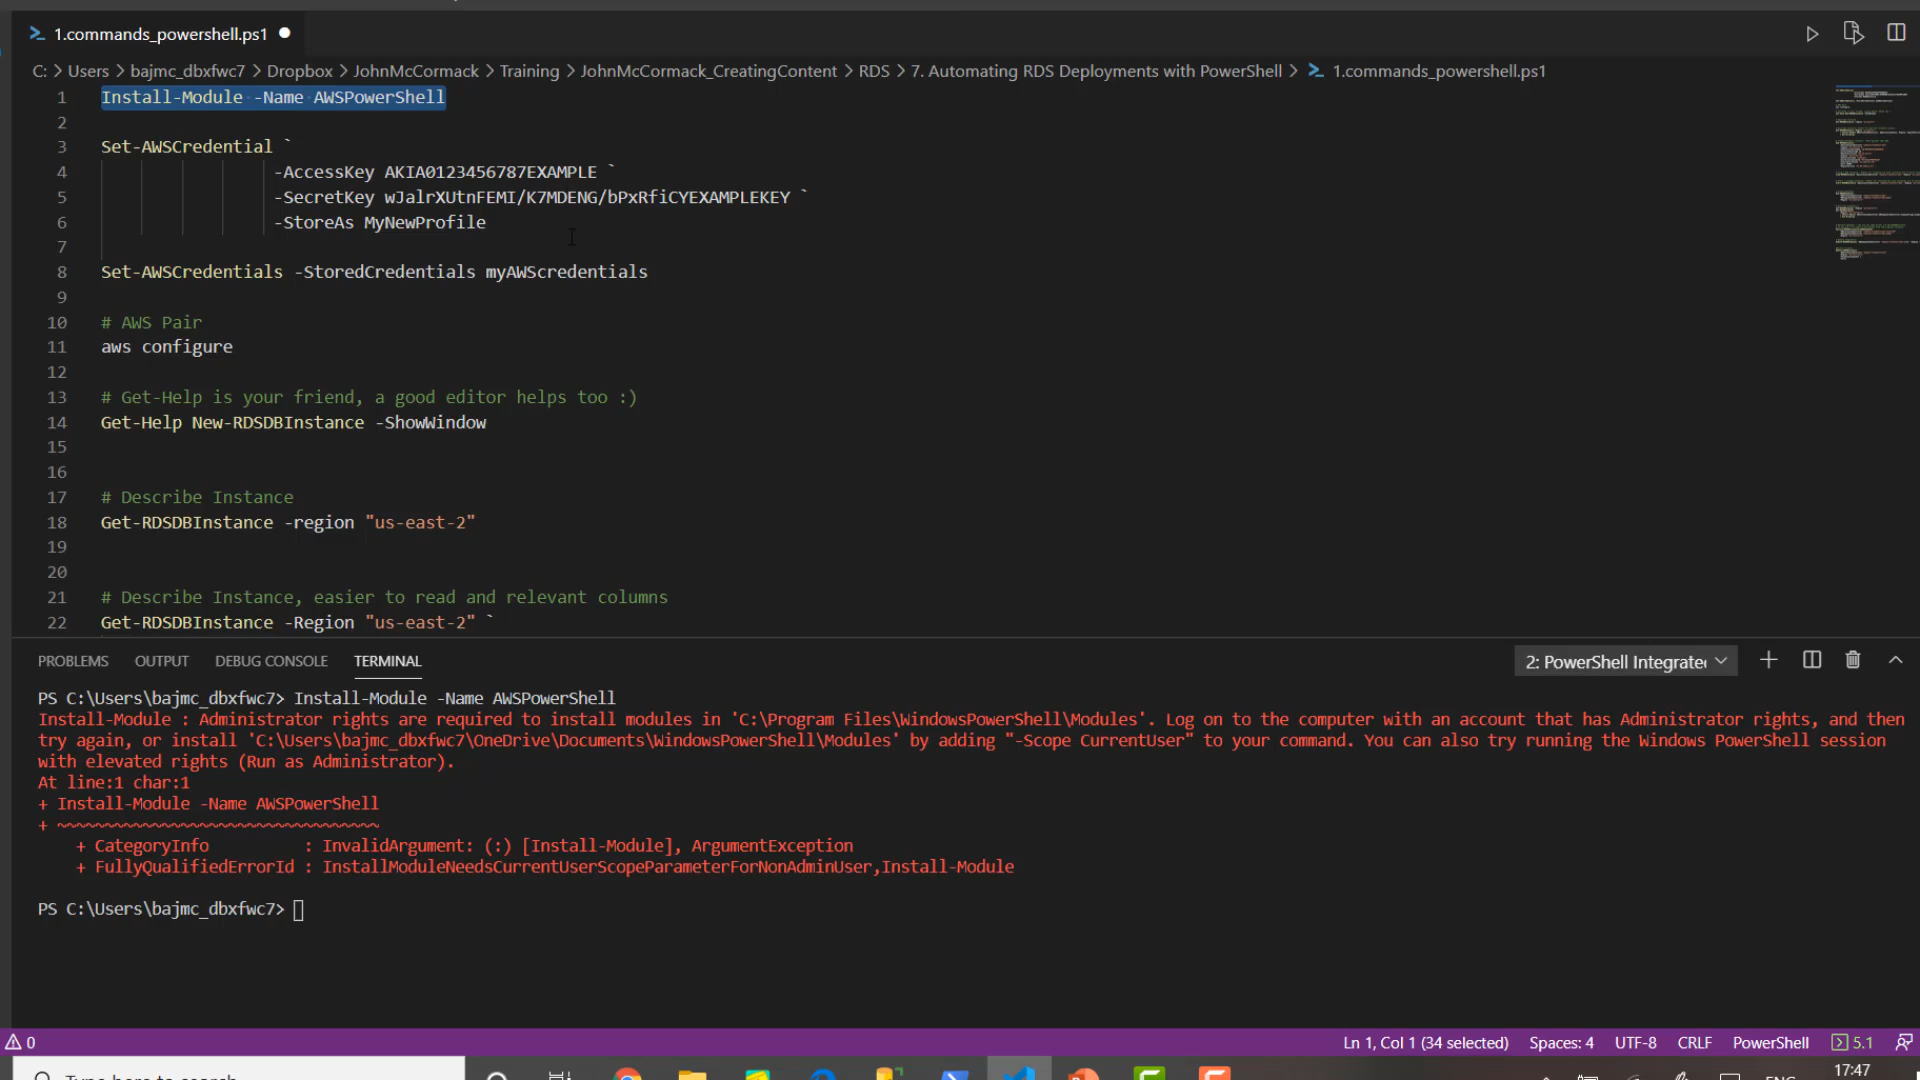 1.commands_powershell.ps1
C: > Users > bajmc_dbxfwc7 > Dropbox > JohnMcCormack > Training > JohnMcCormack_CreatingContent > RDS > 7. Automating RDS Deployments with PowerShell > 1.commands_powershell.ps1
1 Install-Module -Name AWSPowerShell
2
3 Set-AWSCredential `
4 -AccessKey AKIA0123456787EXAMPLE `
5 -SecretKey wJalrXUtnFEMI/K7MDENG/bPxRfiCYEXAMPLEKEY `
6 -StoreAs MyNewProfile
7
8 Set-AWSCredentials -StoredCredentials myAWScredentials
9
10 # AWS Pair
11 aws configure
12
13 # Get-Help is your friend, a good editor helps too :)
14 Get-Help New-RDSDBInstance -ShowWindow
15
16
17 # Describe Instance
18 Get-RDSDBInstance -region "us-east-2"
19
20
21 # Describe Instance, easier to read and relevant columns
22 Get-RDSDBInstance -Region "us-east-2" `
PROBLEMS OUTPUT DEBUG CONSOLE TERMINAL 2: PowerShell Integrate
PS C:\Users\bajmc_dbxfwc7> Install-Module -Name AWSPowerShell
Install-Module : Administrator rights are required to install modules in 'C:\Program Files\WindowsPowerShell\Modules'. Log on to the computer with an account that has Administrator rights, and then
try again, or install 'C:\Users\bajmc_dbxfwc7\OneDrive\Documents\WindowsPowerShell\Modules' by adding "-Scope CurrentUser" to your command. You can also try running the Windows PowerShell session
with elevated rights (Run as Administrator).
At line:1 char:1
+ Install-Module -Name AWSPowerShell
+ ~~~~~~~~~~~~~~~~~~~~~~~~~~~~~~~~~~
+ CategoryInfo : InvalidArgument: (:) [Install-Module], ArgumentException
+ FullyQualifiedErrorId : InstallModuleNeedsCurrentUserScopeParameterForNonAdminUser,Install-Module
PS C:\Users\bajmc_dbxfwc7>
0 Ln 1, Col 1 (34 selected) Spaces: 4 UTF-8 CRLF PowerShell 5.1
Type here to search ENG 17:47